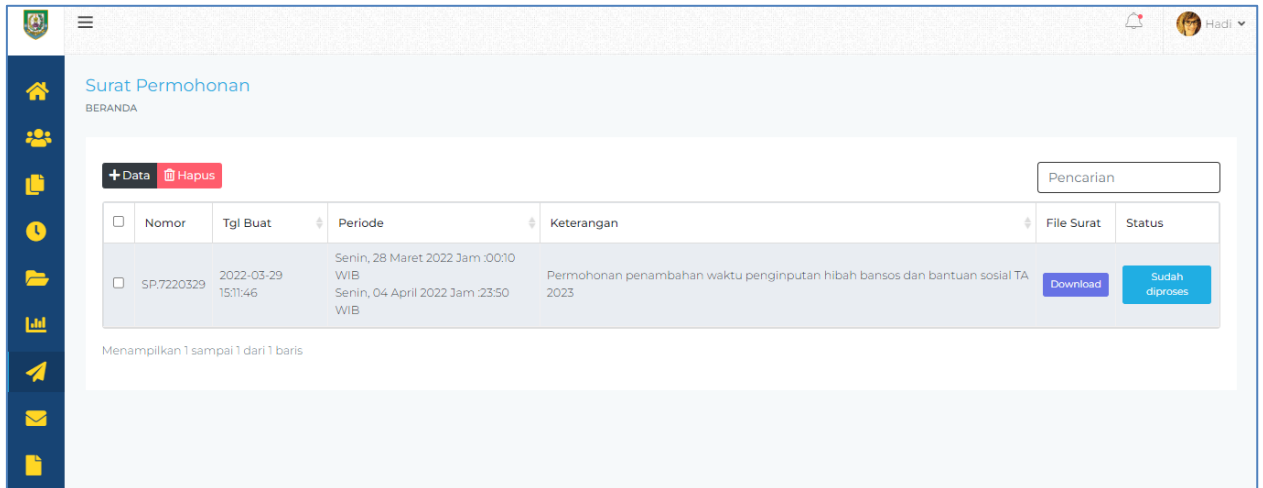 Hadi
Surat Permohonan
BERANDA
+Data Hapus
Pencarian
Nomor Tgl Buat Periode Keterangan File Surat Status
SP.7220329
2022-03-29
15:11:46
Senin, 28 Maret 2022 Jam :00:10
WIB
Senin, 04 April 2022 Jam :23:50
WIB
Permohonan penambahan waktu penginputan hibah bansos dan bantuan sosial TA
2023
Download
Sudah
diproses
Menampilkan 1 sampai 1 dari 1 baris